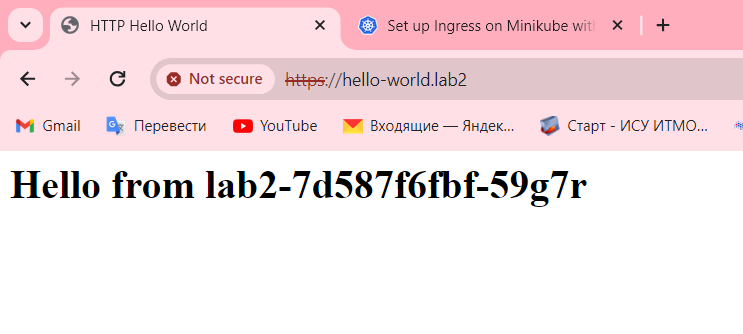 HTTP Hello World
Set up Ingress on Minikube with
Not secure
https://hello-world.lab2
Gmail
Перевести
YouTube
Входящие — Яндек...
Старт - ИСУ ИТМО...
Hello from lab2-7d587f6fbf-59g7r